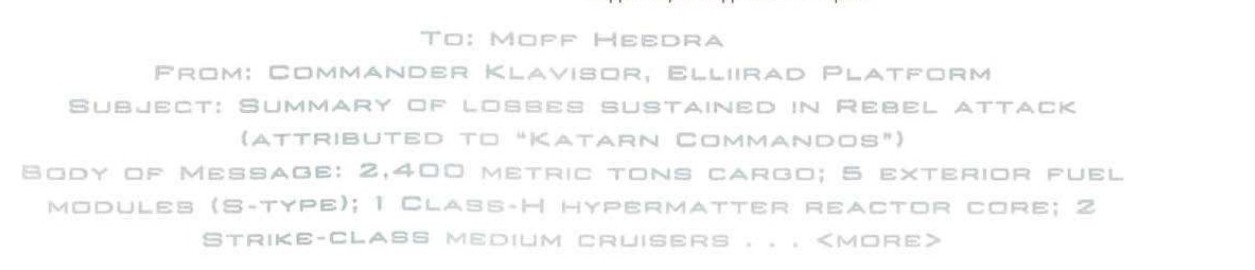 To: Moff Heedra
From: Commander Klavisor, Elliirad Platform
Subject: Summary of losses sustained in Rebel attack
(attributed to "Katarn Commandos")
Body of Message: 2,400 metric tons cargo; 5 exterior fuel
modules (S-type); 1 Class-H hypermatter reactor core; 2
Strike-class medium cruisers . . . <more>